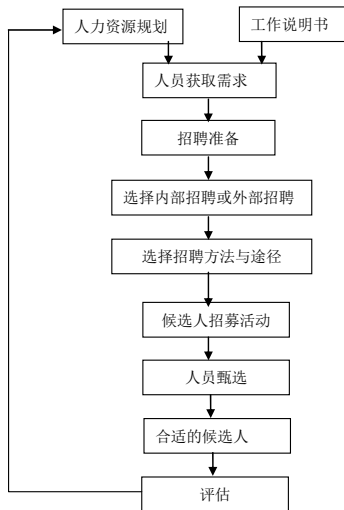 人力资源规划
工作说明书
人员获取需求
招聘准备
选择内部招聘或外部招聘
选择招聘方法与途径
候选人招募活动
人员甄选
合适的候选人
评估